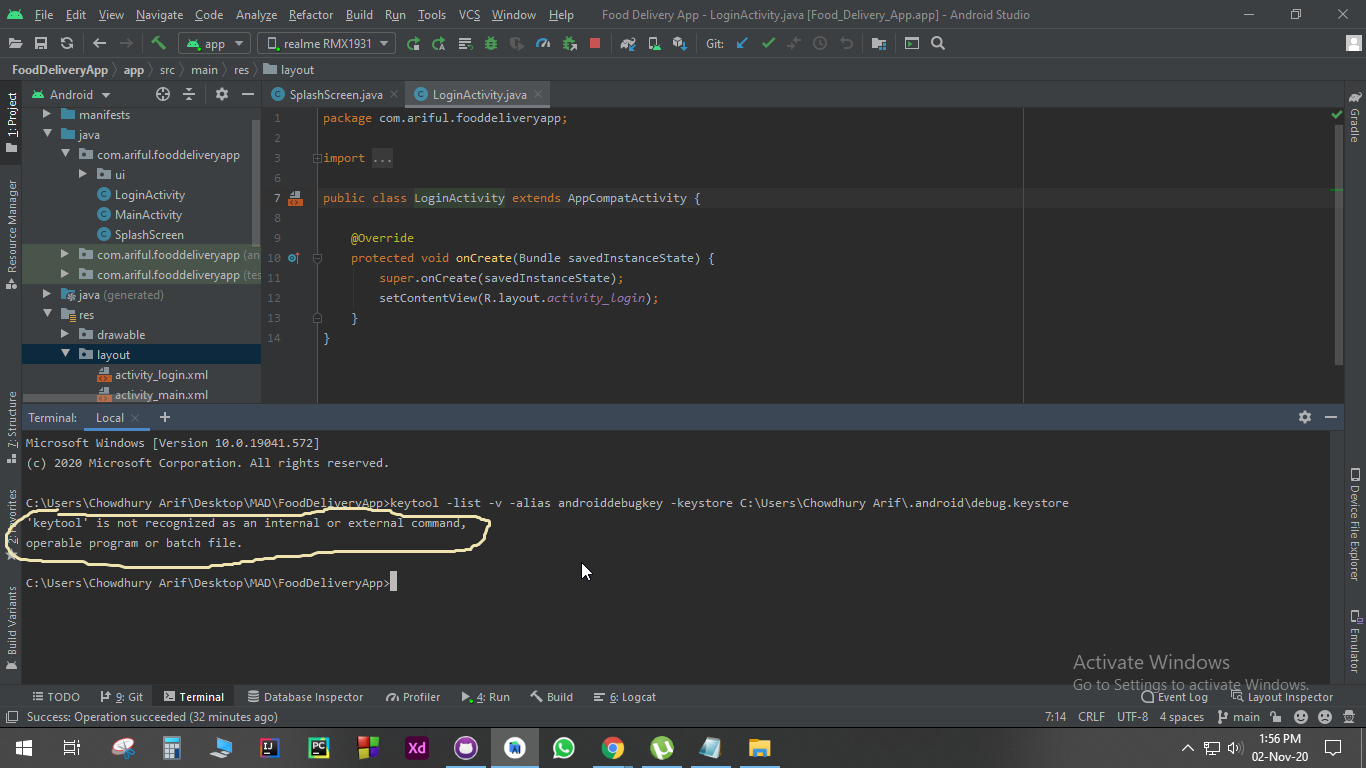 File Edit View Navigate Code Analyze Refactor Build Run Tools VCS Window Help Food Delivery App - LoginActivity.java [Food_Delivery_App.app] - Android Studio
app realme RMX1931 Git:
FoodDeliveryApp app src main res layout
1: Project
Resource Manager
7: Structure
2: Favorites
Build Variants
Android
manifests
java
com.ariful.fooddeliveryapp
ui
LoginActivity
MainActivity
SplashScreen
com.ariful.fooddeliveryapp (an
com.ariful.fooddeliveryapp (tes
java (generated)
res
drawable
layout
activity_login.xml
activity_main.xml
SplashScreen.java LoginActivity.java
1 package com.ariful.fooddeliveryapp;
2
3 import ...
6
7 public class LoginActivity extends AppCompatActivity {
8
9 @Override
10 protected void onCreate(Bundle savedInstanceState) {
11 super.onCreate(savedInstanceState);
12 setContentView(R.layout.activity_login);
13 }
14 }
Gradle
Device File Explorer
Emulator
Terminal: Local +
Microsoft Windows [Version 10.0.19041.572]
(c) 2020 Microsoft Corporation. All rights reserved.
C:\Users\Chowdhury Arif\Desktop\MAD\FoodDeliveryApp>keytool -list -v -alias androiddebugkey -keystore C:\Users\Chowdhury Arif\.android\debug.keystore
'keytool' is not recognized as an internal or external command,
operable program or batch file.
C:\Users\Chowdhury Arif\Desktop\MAD\FoodDeliveryApp>
Activate Windows
Go to Settings to activate Windows.
TODO 9: Git Terminal Database Inspector Profiler 4: Run Build 6: Logcat Event Log Layout Inspector
Success: Operation succeeded (32 minutes ago) 7:14 CRLF UTF-8 4 spaces main
IJ PC Xd
1:56 PM
02-Nov-20